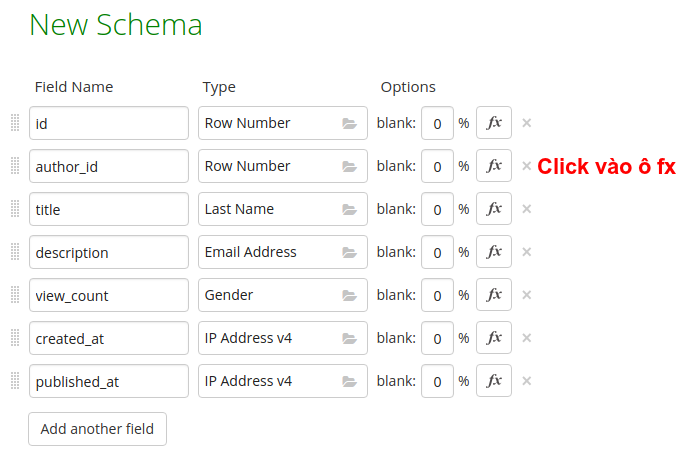 New Schema
Field Name Type Options
id Row Number blank: 0 % fx ×
author_id Row Number blank: 0 % fx × Click vào ô fx
title Last Name blank: 0 % fx ×
description Email Address blank: 0 % fx ×
view_count Gender blank: 0 % fx ×
created_at IP Address v4 blank: 0 % fx ×
published_at IP Address v4 blank: 0 % fx ×
Add another field